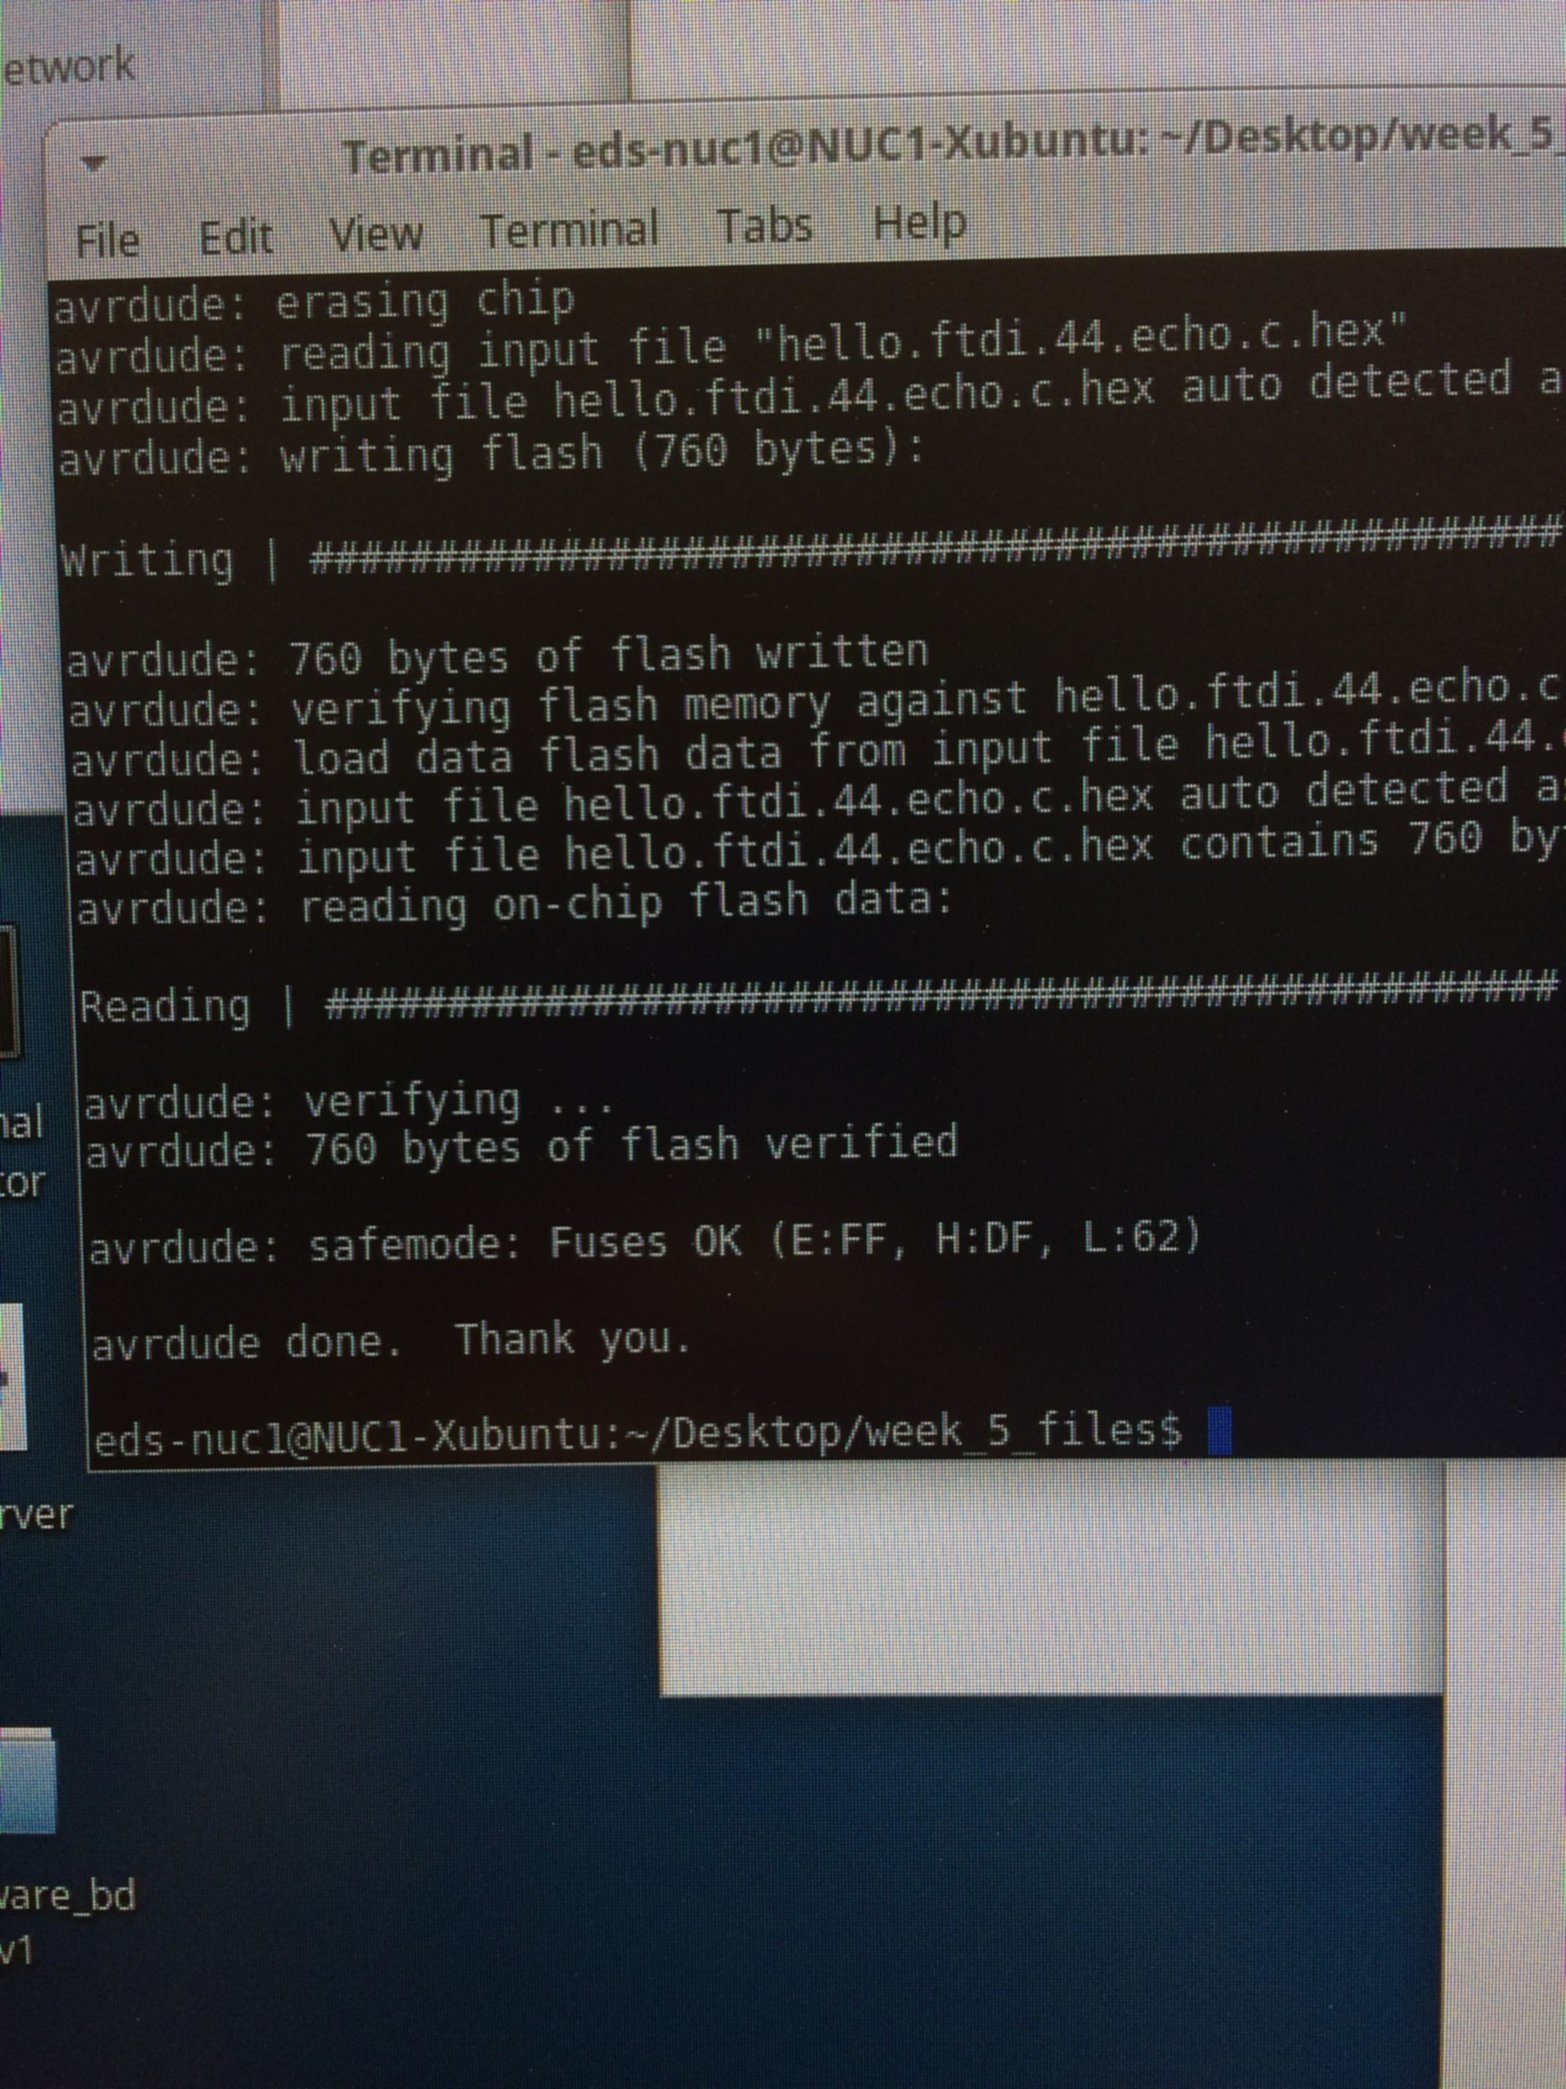 etwork
Terminal - eds-nuc1@NUC1-Xubuntu: ~/Desktop/week_5_
File Edit View Terminal Tabs Help
avrdude: erasing chip
avrdude: reading input file "hello.ftdi.44.echo.c.hex"
avrdude: input file hello.ftdi.44.echo.c.hex auto detected a
avrdude: writing flash (760 bytes):
Writing | ##################################################
avrdude: 760 bytes of flash written
avrdude: verifying flash memory against hello.ftdi.44.echo.c
avrdude: load data flash data from input file hello.ftdi.44.
avrdude: input file hello.ftdi.44.echo.c.hex auto detected a
avrdude: input file hello.ftdi.44.echo.c.hex contains 760 by
avrdude: reading on-chip flash data:
Reading | ##################################################
avrdude: verifying ...
avrdude: 760 bytes of flash verified
avrdude: safemode: Fuses OK (E:FF, H:DF, L:62)
avrdude done.  Thank you.
eds-nuc1@NUC1-Xubuntu:~/Desktop/week_5_files$
nal
tor
rver
ware_bd
v1